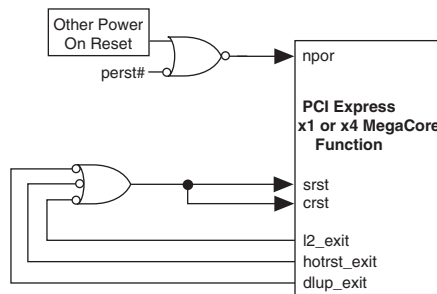 Other Power
On Reset
perst#
npor
PCI Express
x1 or x4 MegaCore
Function
srst
crst
l2_exit
hotrst_exit
dlup_exit